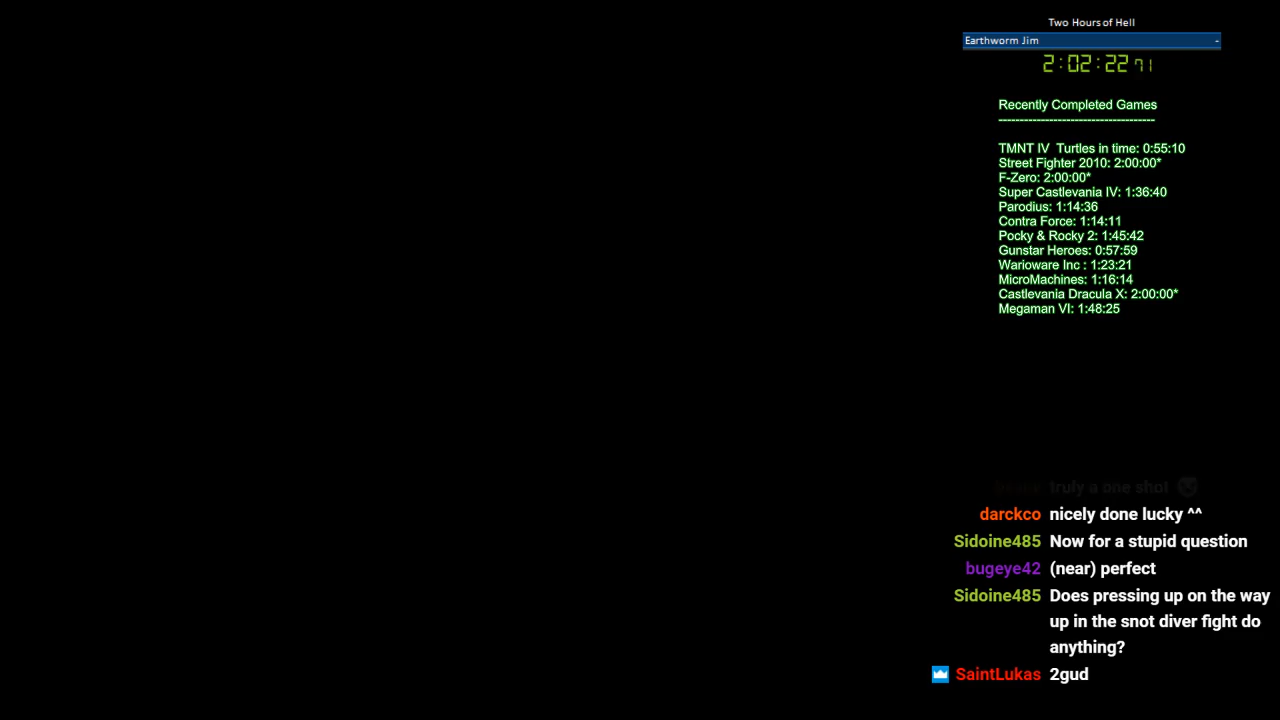 Two Hours of Hell
Earthworm Jim -
2:02:22 71
Recently Completed Games
---------------------------------------
TMNT IV Turtles in time: 0:55:10
Street Fighter 2010: 2:00:00*
F-Zero: 2:00:00*
Super Castlevania IV: 1:36:40
Parodius: 1:14:36
Contra Force: 1:14:11
Pocky & Rocky 2: 1:45:42
Gunstar Heroes: 0:57:59
Warioware Inc : 1:23:21
MicroMachines: 1:16:14
Castlevania Dracula X: 2:00:00*
Megaman VI: 1:48:25
truly a one shot
darckco nicely done lucky ^^
Sidoine485 Now for a stupid question
bugeye42 (near) perfect
Sidoine485 Does pressing up on the way
up in the snot diver fight do
anything?
SaintLukas 2gud